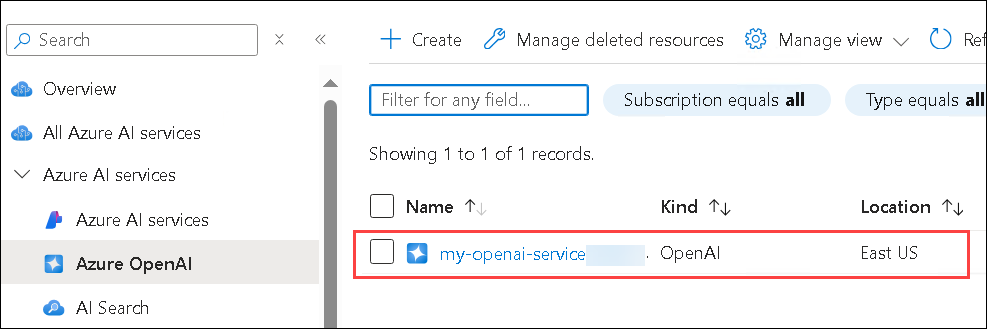 Search
Overview
All Azure AI services
Azure AI services
Azure AI services
Azure OpenAI
AI Search
+ Create Manage deleted resources Manage view Ref
Filter for any field... Subscription equals all Type equals all
Showing 1 to 1 of 1 records.
Name Kind Location
my-openai-service . OpenAI East US